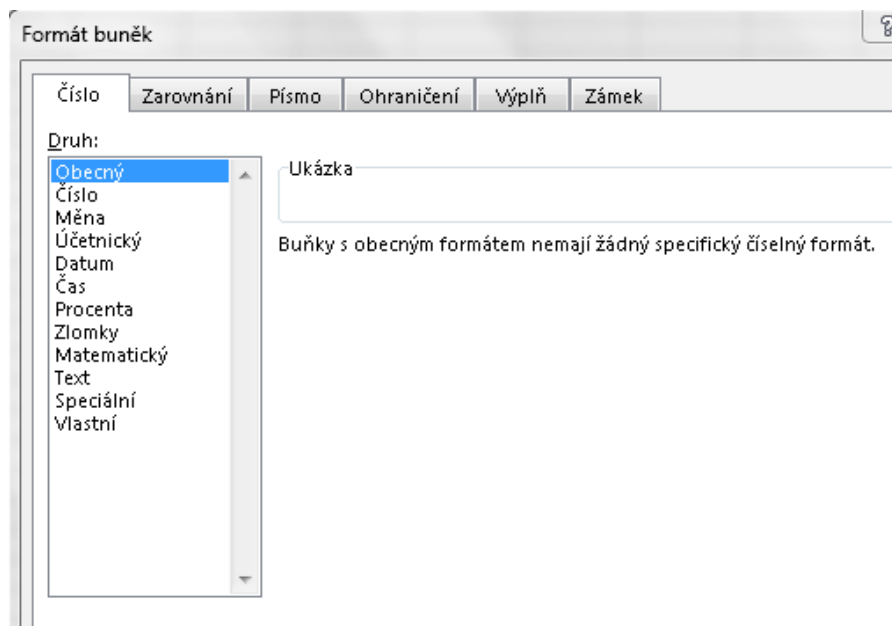 Formát buněk
Číslo Zarovnání Písmo Ohraničení Výplň Zámek
Druh:
Obecný
Číslo
Měna
Účetnický
Datum
Čas
Procenta
Zlomky
Matematický
Text
Speciální
Vlastní
Ukázka
Buňky s obecným formátem nemají žádný specifický číselný formát.